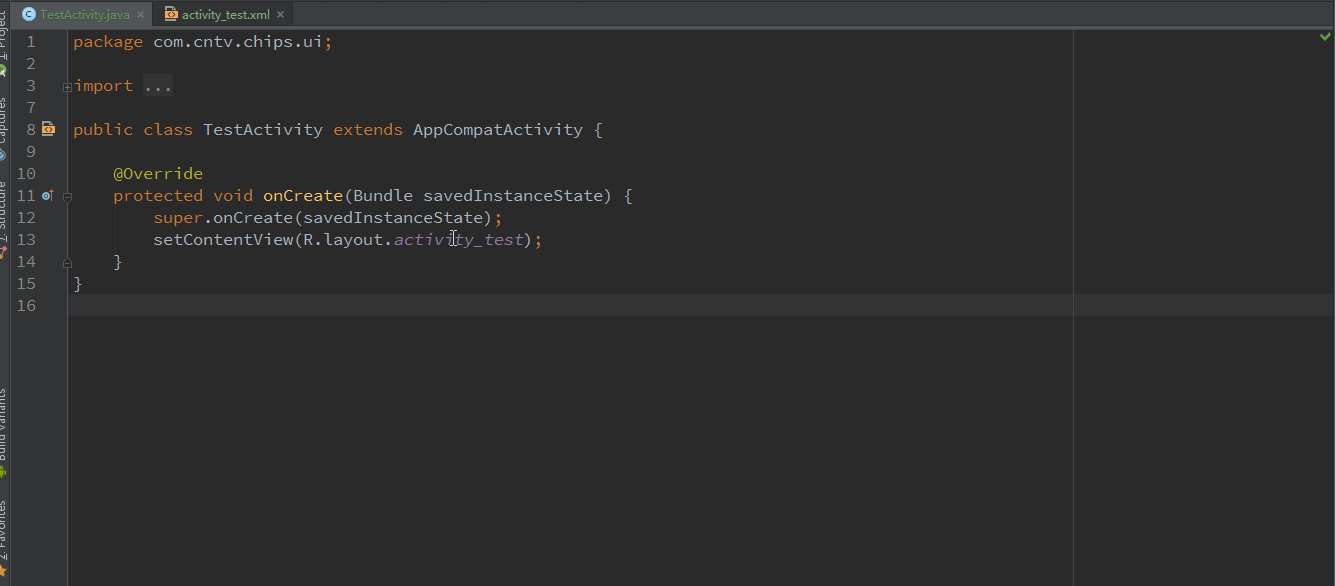 TestActivity.java × activity_test.xml ×
1 package com.cntv.chips.ui;
2
3 import ...
7
8 public class TestActivity extends AppCompatActivity {
9
10 @Override
11 protected void onCreate(Bundle savedInstanceState) {
12 super.onCreate(savedInstanceState);
13 setContentView(R.layout.activity_test);
14 }
15 }
16
1: Project
Captures
7: Structure
Build Variants
2: Favorites